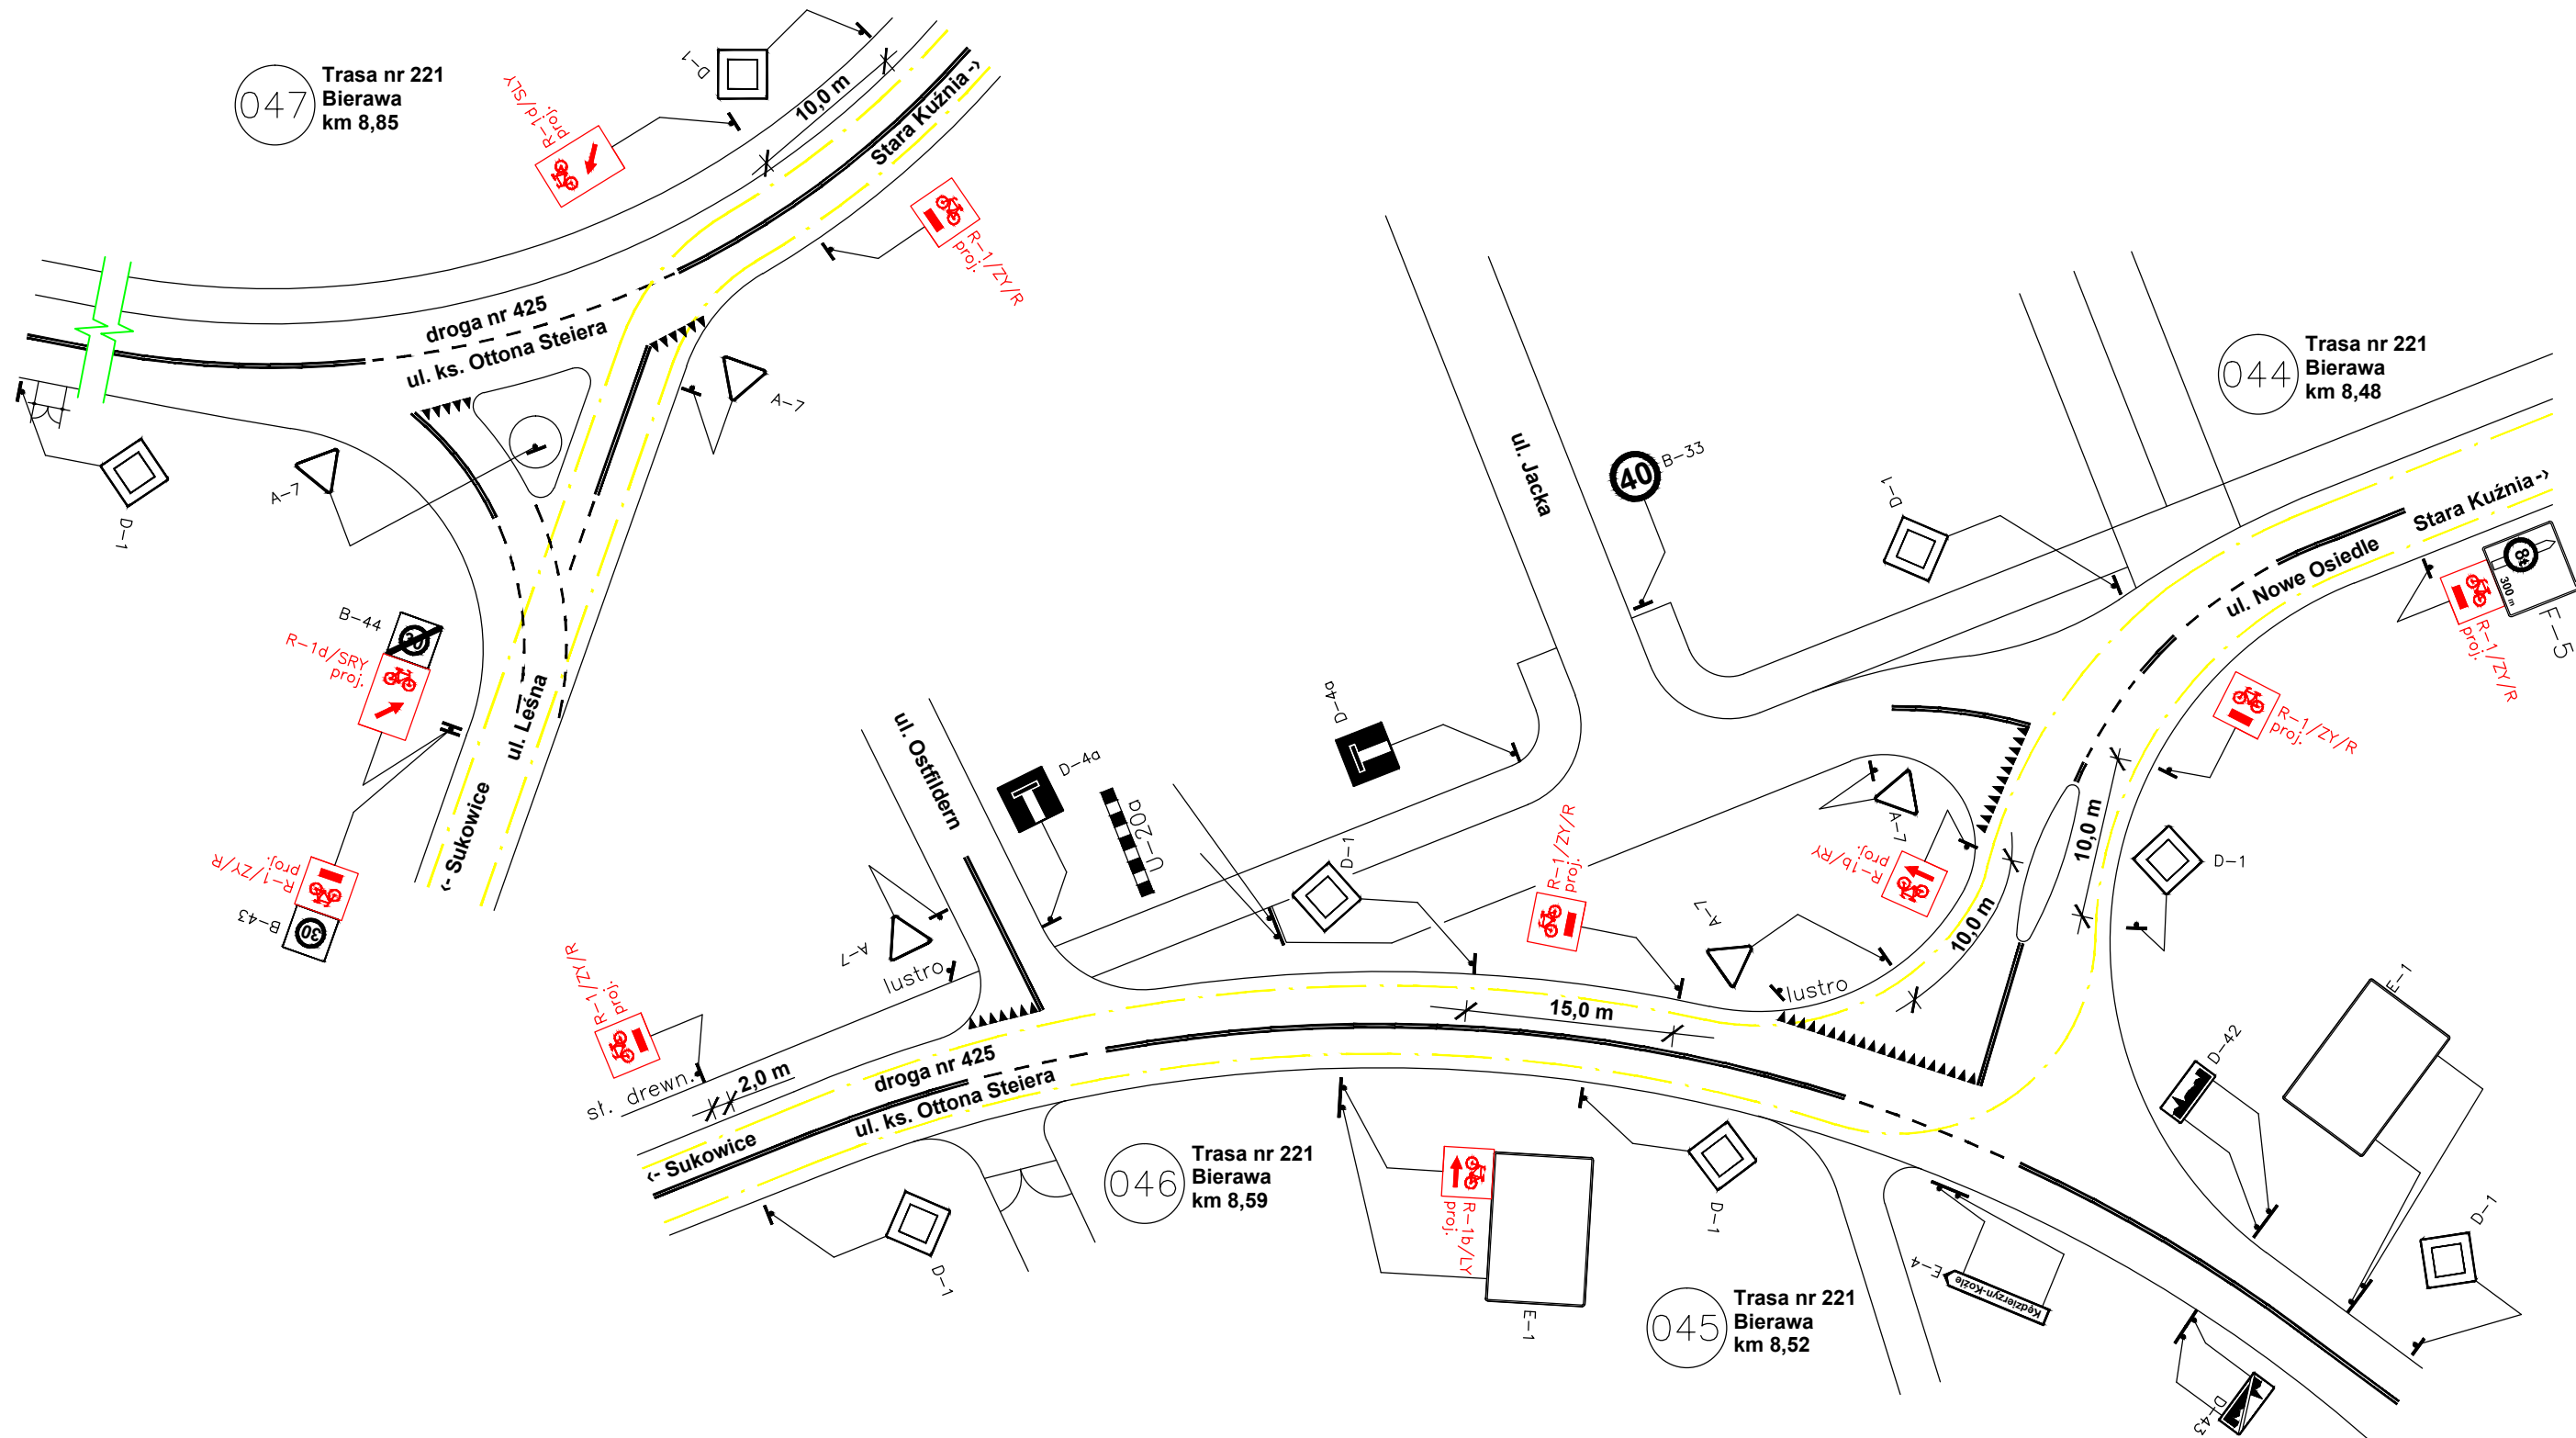 047
Trasa nr 221
Bierawa
km 8,85
D-1
R-1d/SLY
proj.
10,0 m
Stara Kuźnia ->
R-1/ZY/R
proj.
droga nr 425
ul. ks. Ottona Steiera
A-7
A-7
D-1
B-44
30
R-1d/SRY
proj.
ul. Leśna
<- Sukowice
R-1/ZY/R
proj.
B-43
30
044
Trasa nr 221
Bierawa
km 8,48
ul. Jacka
40
B-33
D-1
Stara Kuźnia->
ul. Nowe Osiedle
8t
300 m
F-5
R-1/ZY/R
proj.
R-1/ZY/R
proj.
D-4a
ul. Ostfildern
D-4a
U-20a
D-1
R-1/ZY/R
proj.
A-7
R-1b/RY
proj.
10,0 m
10,0 m
D-1
A-7
lustro
A-7
lustro
R-1/ZY/R
proj.
sł. drewn.
2,0 m
15,0 m
droga nr 425
ul. ks. Ottona Steiera
<- Sukowice
D-1
046
Trasa nr 221
Bierawa
km 8,59
R-1b/LY
proj.
E-1
D-1
045
Trasa nr 221
Bierawa
km 8,52
E-4
Kędzierzyn-Koźle
D-42
E-1
D-1
D-43